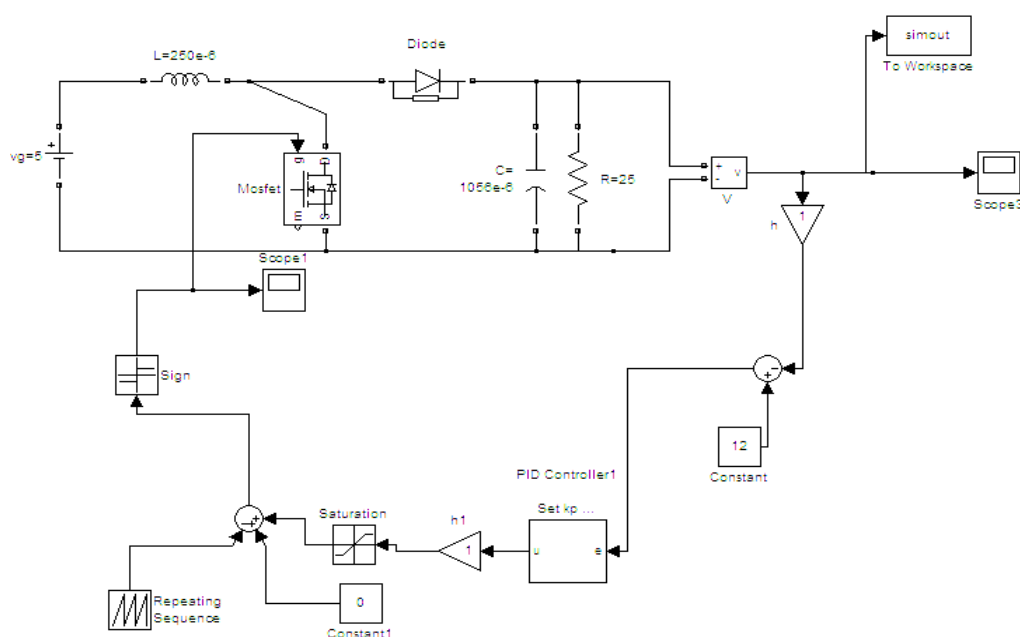 simout
To Workspace
Diode
L=250e-6
vg=5
g
D
Mosfet
m
S
C=
1056e-6
R=25
+
-
v
V
Scope3
1
h
Scope1
Sign
-
+
12
Constant
PID Controller1
Set kp ...
u
e
h1
1
Saturation
Repeating
Sequence
0
Constant1